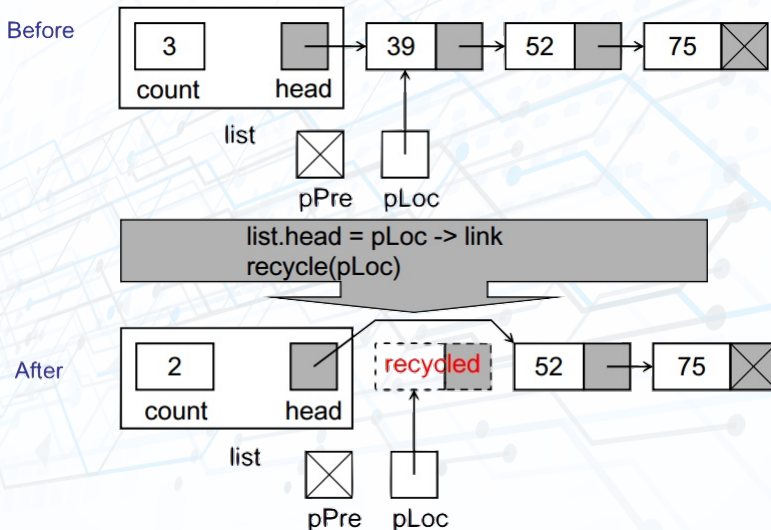 Before
3
39
52
75
count
head
list
pPre
pLoc
list.head = pLoc -> link
recycle(pLoc)
After
2
recycled
52
75
count
head
list
pPre
pLoc